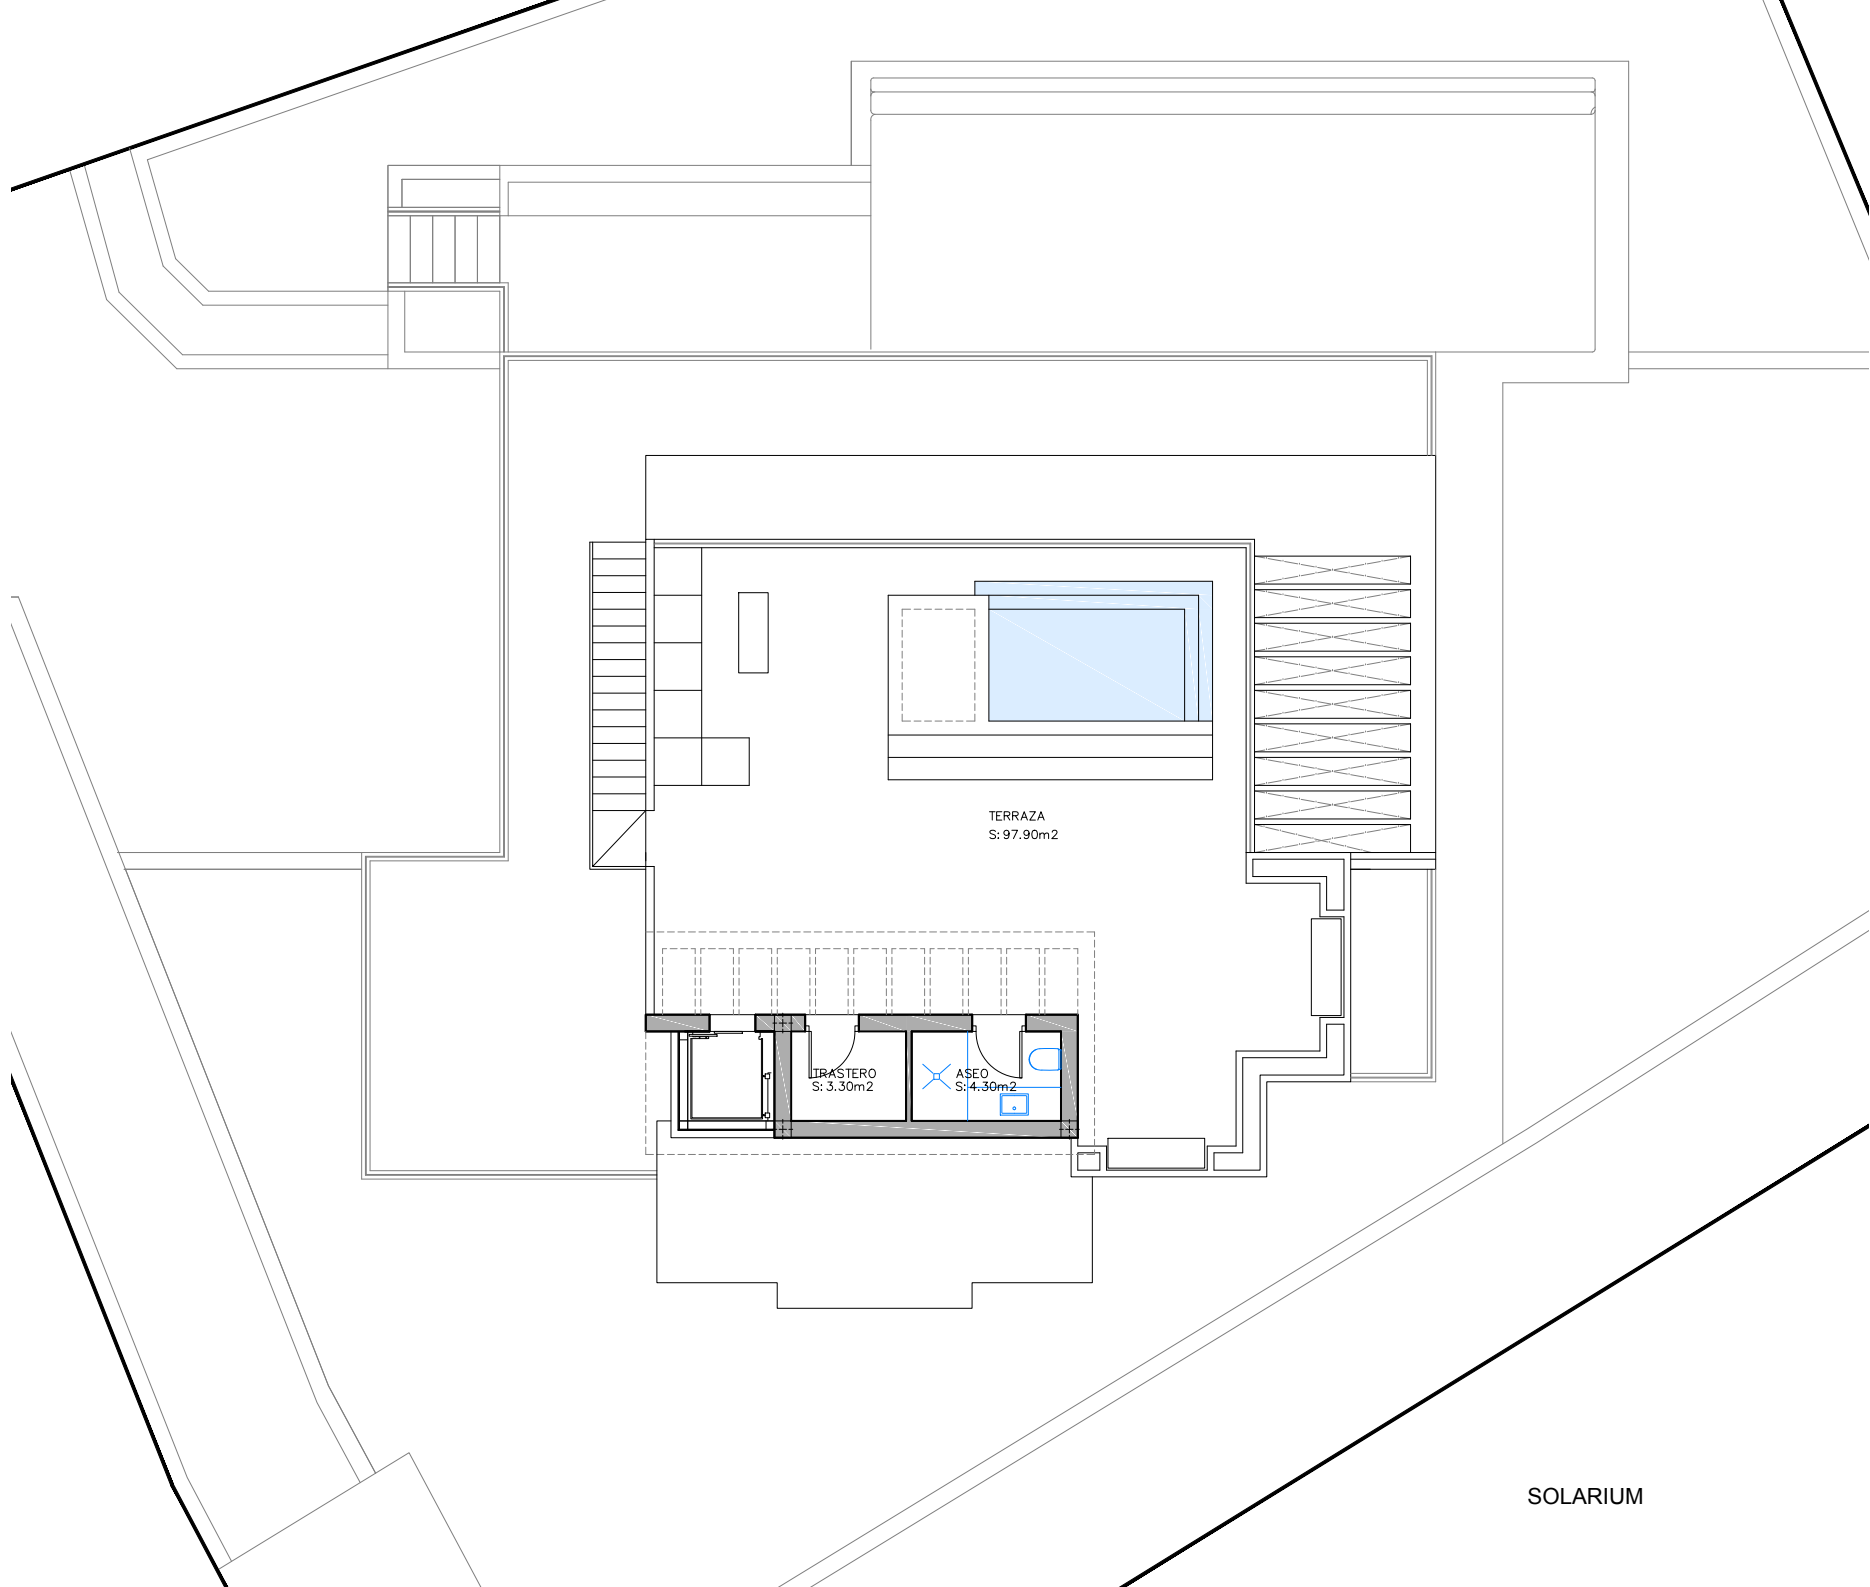 TERRAZA
S: 97.90m2
TRASTERO
S: 3.30m2
ASEO
S: 4.30m2
SOLARIUM